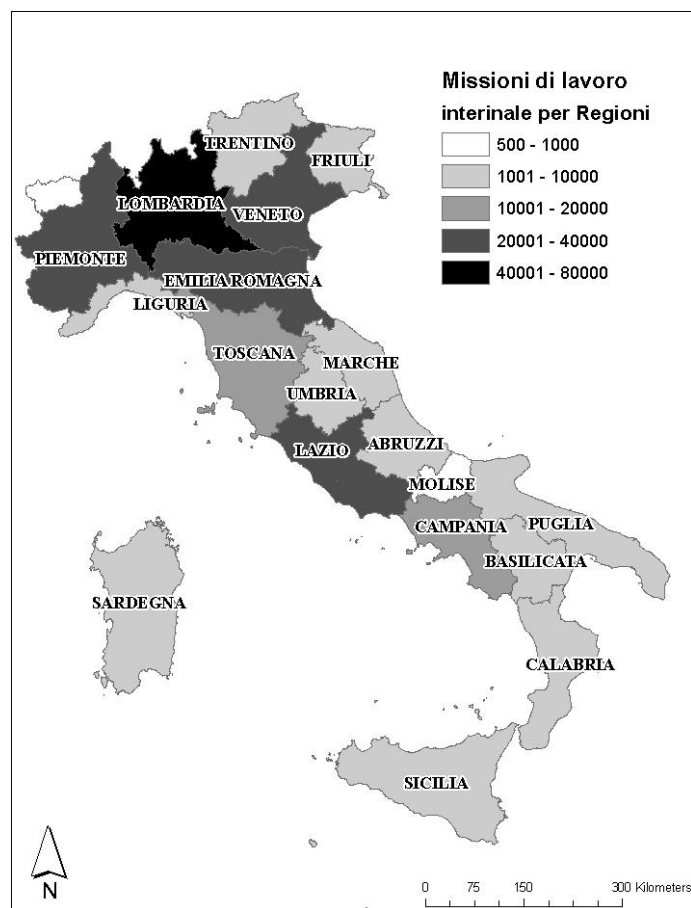 Missioni di lavoro
interinale per Regioni
500 - 1000
1001 - 10000
10001 - 20000
20001 - 40000
40001 - 80000
TRENTINO
FRIULI
LOMBARDIA
VENETO
PIEMONTE
EMILIA ROMAGNA
LIGURIA
TOSCANA
MARCHE
UMBRIA
LAZIO
ABRUZZI
MOLISE
CAMPANIA
PUGLIA
BASILICATA
SARDEGNA
CALABRIA
SICILIA
N
0 75 150 300 Kilometers